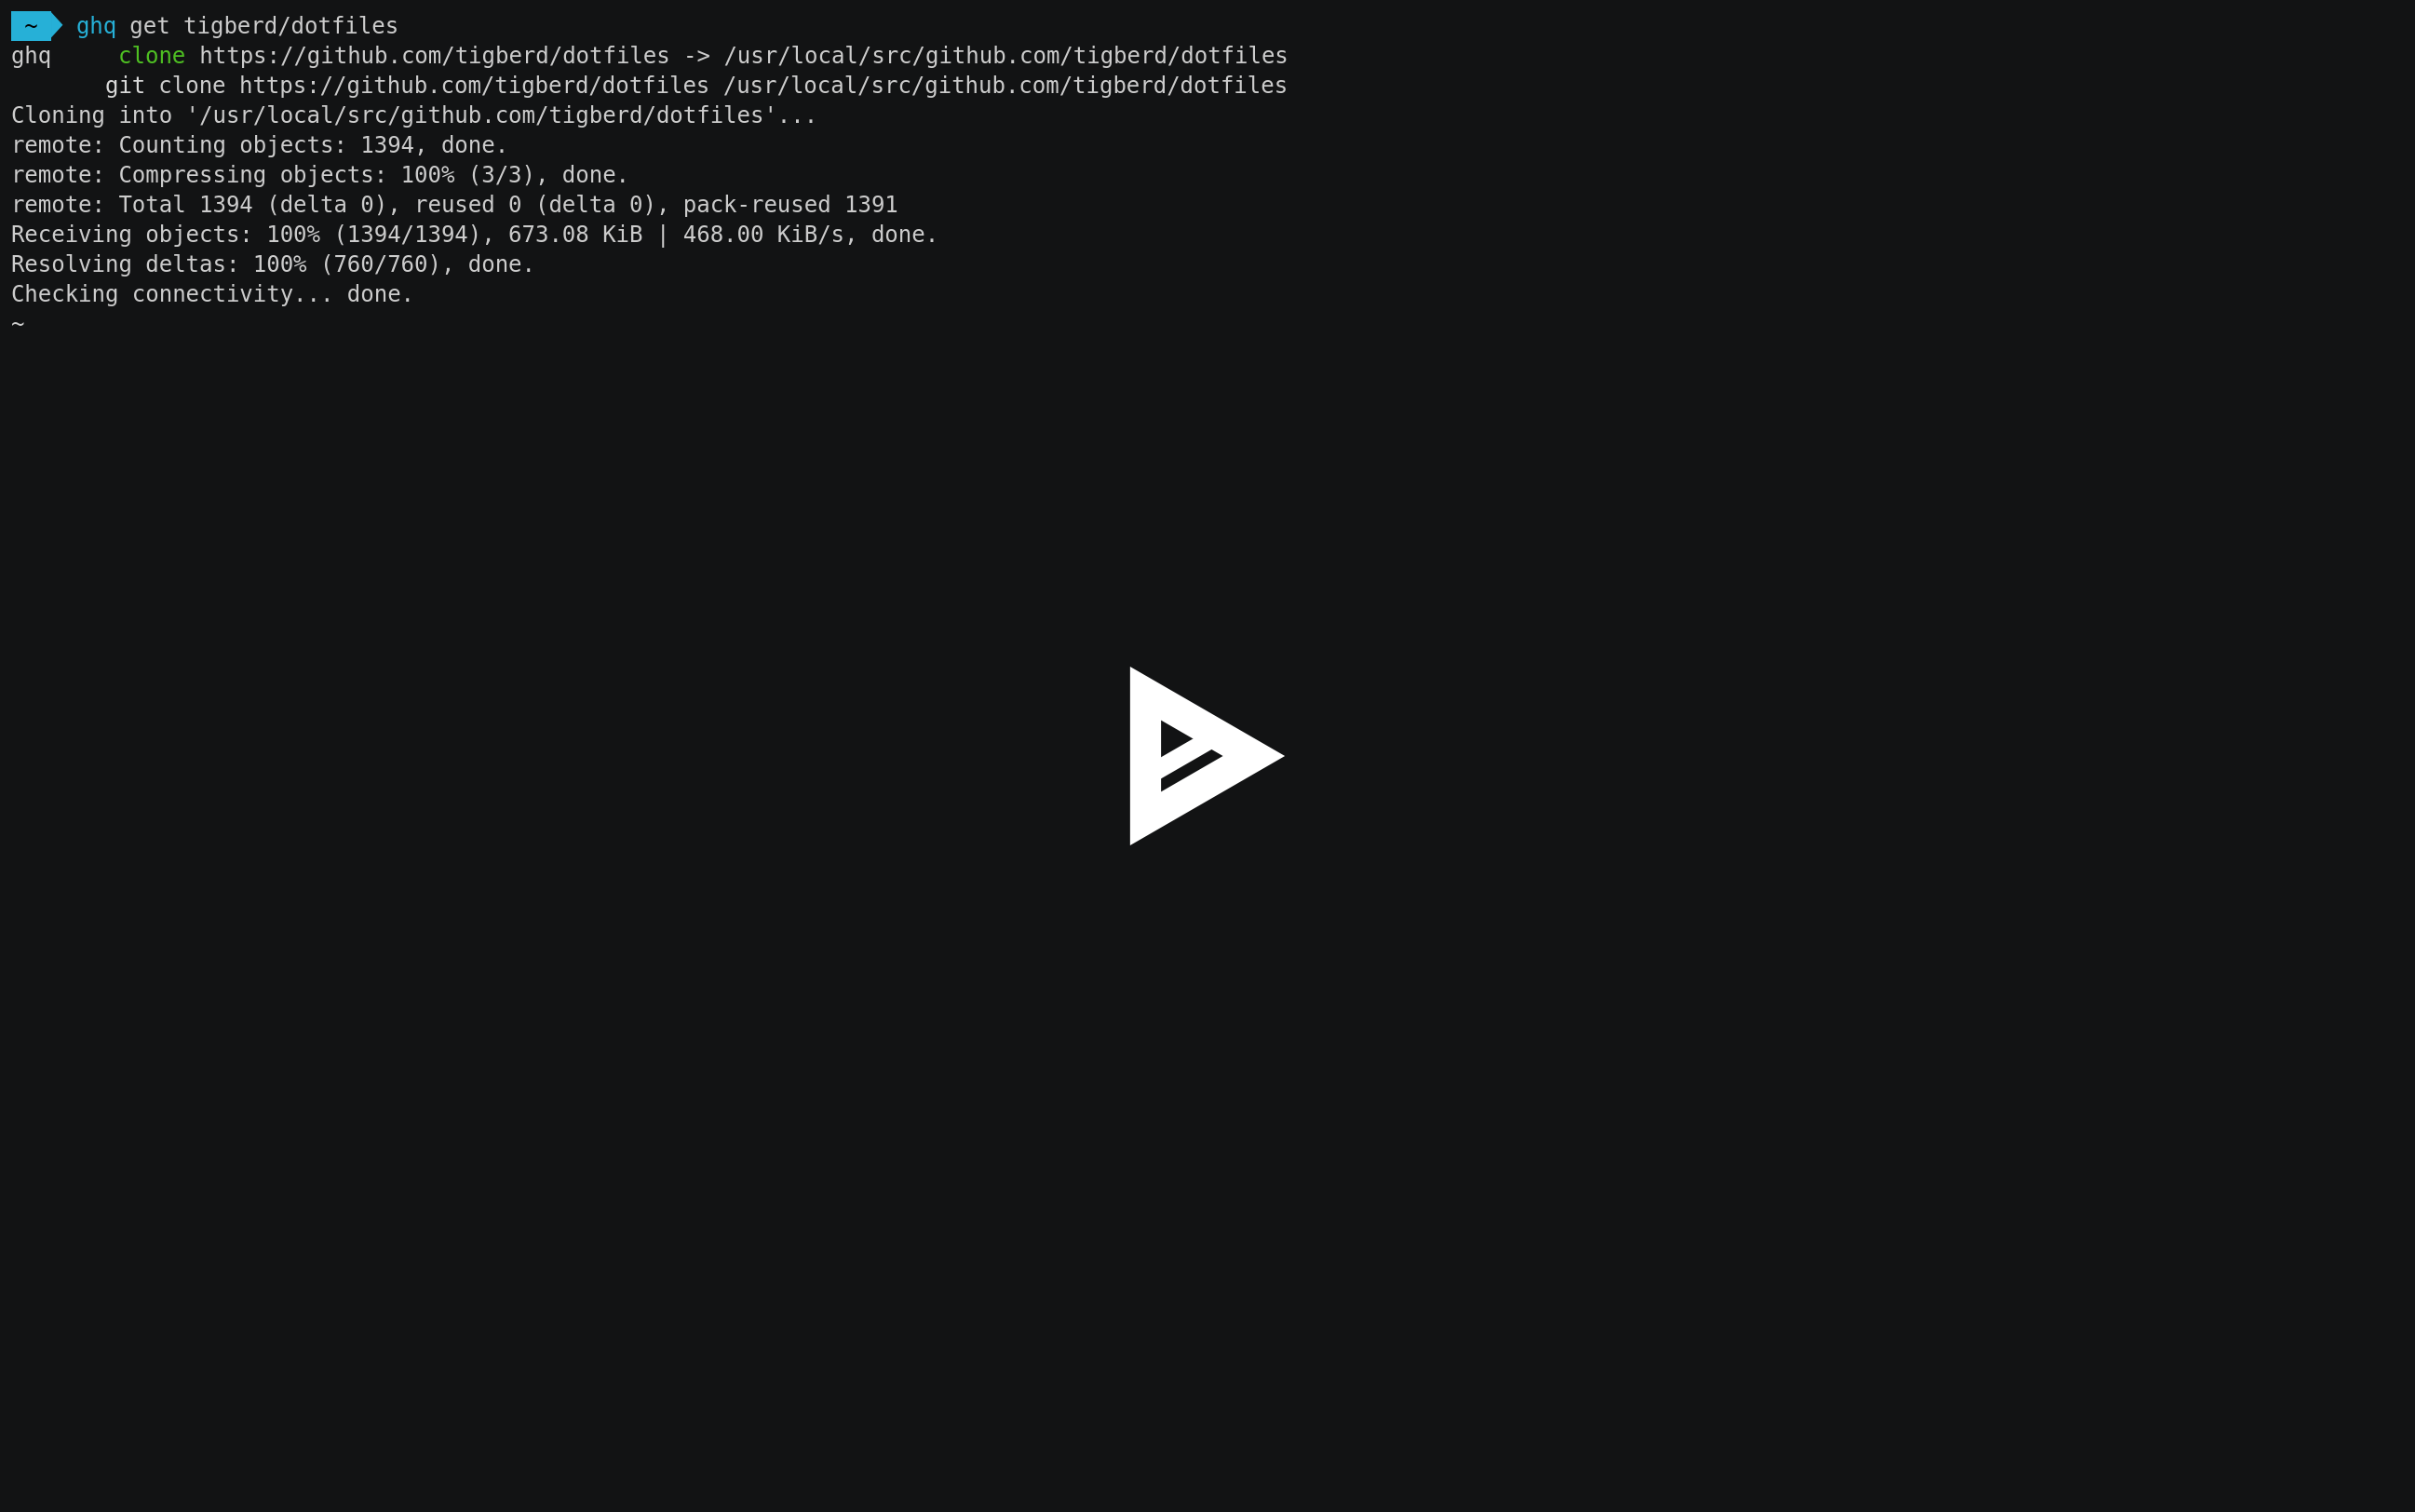 ~ ghq get tigberd/dotfiles
ghq     clone https://github.com/tigberd/dotfiles -> /usr/local/src/github.com/tigberd/dotfiles
       git clone https://github.com/tigberd/dotfiles /usr/local/src/github.com/tigberd/dotfiles
Cloning into '/usr/local/src/github.com/tigberd/dotfiles'...
remote: Counting objects: 1394, done.
remote: Compressing objects: 100% (3/3), done.
remote: Total 1394 (delta 0), reused 0 (delta 0), pack-reused 1391
Receiving objects: 100% (1394/1394), 673.08 KiB | 468.00 KiB/s, done.
Resolving deltas: 100% (760/760), done.
Checking connectivity... done.
~